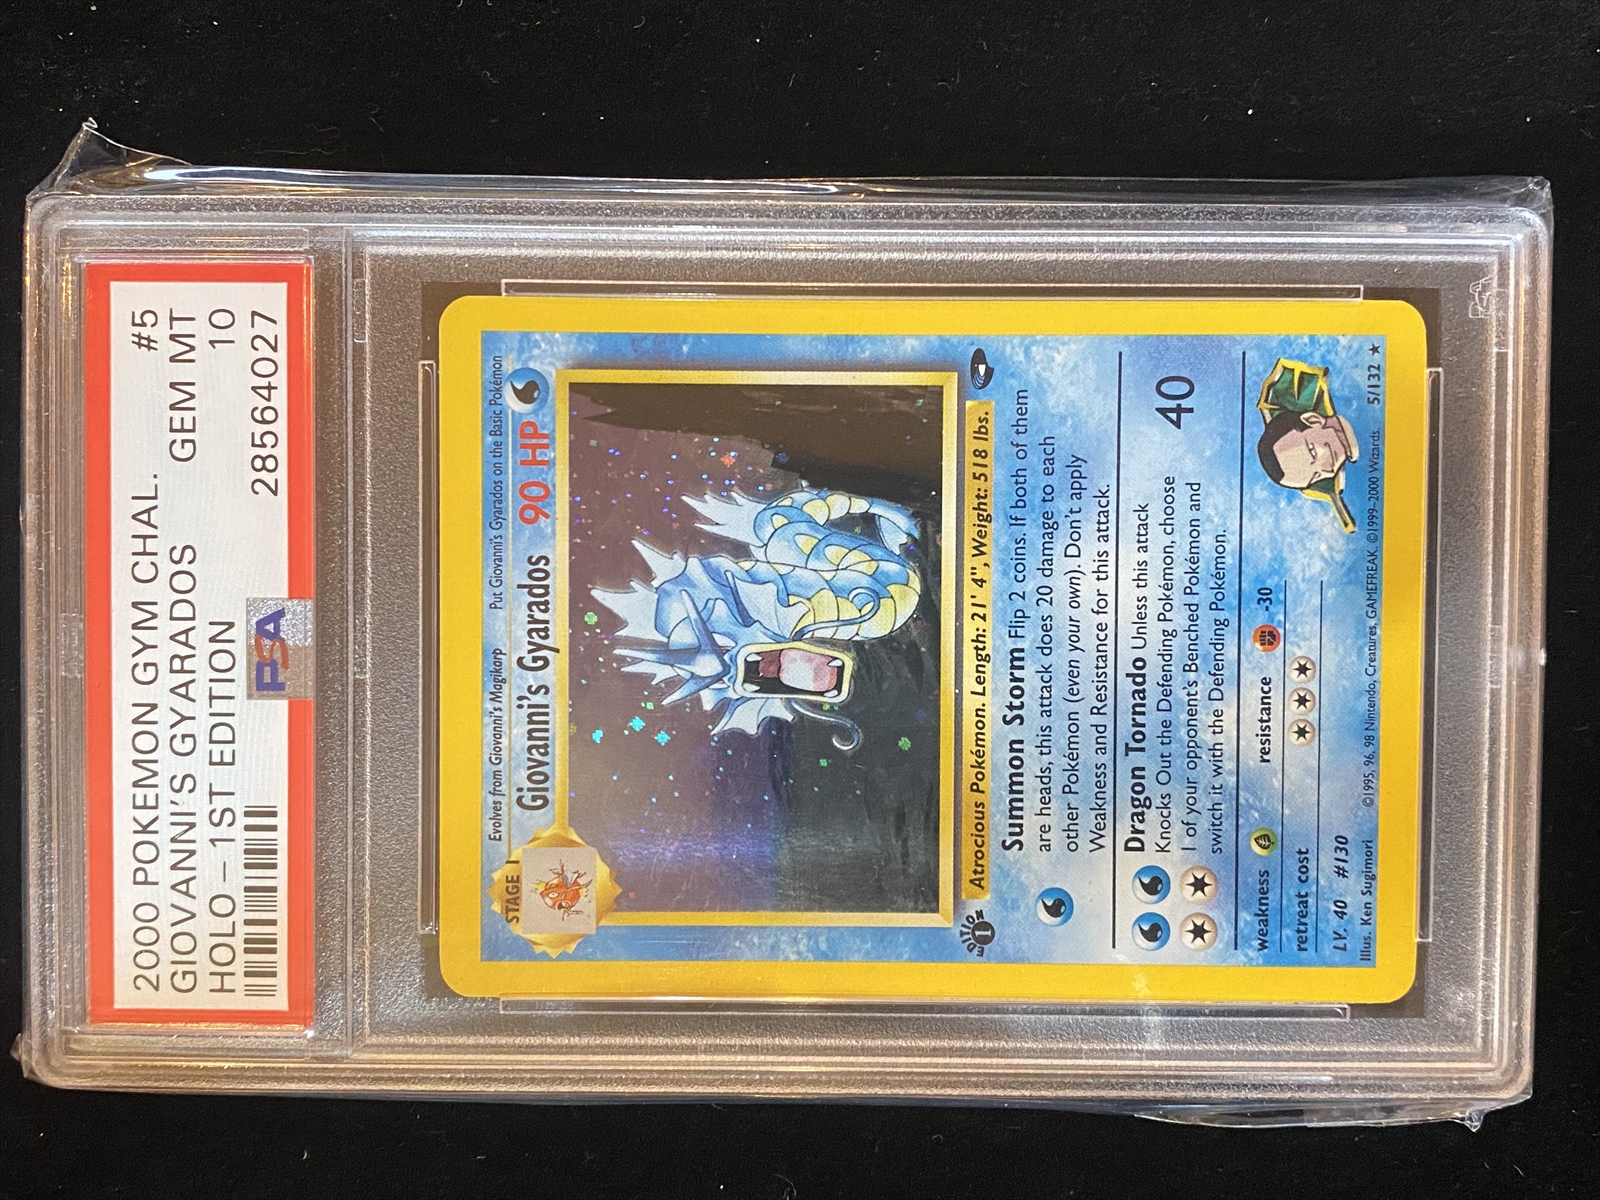 2000 POKEMON GYM CHAL. #5
GIOVANNI'S GYARADOS GEM MT
HOLO-1ST EDITION 10
28564027
PSA
STAGE 1
Evolves from Giovanni's Magikarp Put Giovanni's Gyarados on the Basic Pokémon
Giovanni's Gyarados 90 HP
EDITION
1
Atrocious Pokémon. Length: 21' 4", Weight: 518 lbs.
Summon Storm Flip 2 coins. If both of them
are heads, this attack does 20 damage to each
other Pokémon (even your own). Don't apply
Weakness and Resistance for this attack.
Dragon Tornado Unless this attack
Knocks Out the Defending Pokémon, choose
1 of your opponent's Benched Pokémon and
switch it with the Defending Pokémon.
40
weakness resistance -30
retreat cost
LV. 40 #130
Illus. Ken Sugimori ©1995, 96, 98 Nintendo, Creatures, GAMEFREAK. ©1999-2000 Wizards. 5/132 ★
PSA